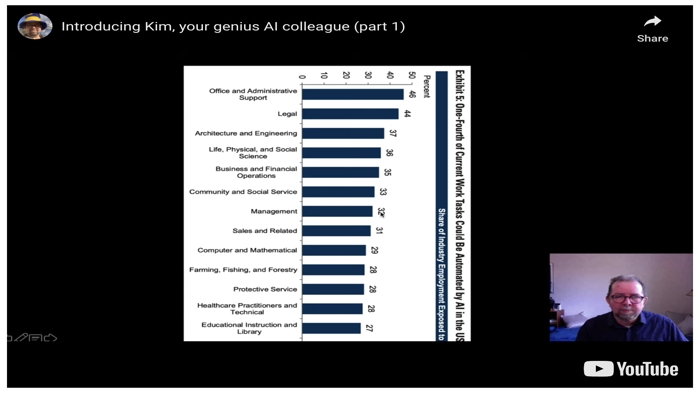 Introducing Kim, your genius AI colleague (part 1)
Share
Exhibit 5: One-Fourth of Current Work Tasks Could Be Automated by AI in the US
Share of Industry Employment Exposed to
Percent
50
40
30
20
10
0
Office and Administrative
Support
46
Legal
44
Architecture and Engineering
37
Life, Physical, and Social
Science
36
Business and Financial
Operations
35
Community and Social Service
33
Management
32
Sales and Related
31
Computer and Mathematical
29
Farming, Fishing, and Forestry
28
Protective Service
28
Healthcare Practitioners and
Technical
28
Educational Instruction and
Library
27
YouTube